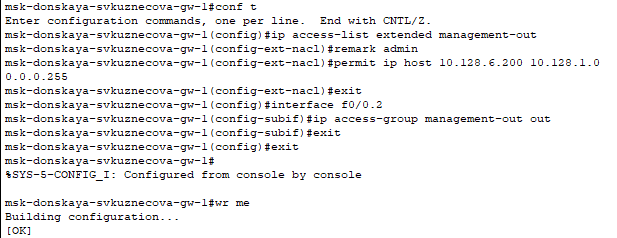 msk-donskaya-svkuznecova-gw-1#conf t
Enter configuration commands, one per line.  End with CNTL/Z.
msk-donskaya-svkuznecova-gw-1(config)#ip access-list extended management-out
msk-donskaya-svkuznecova-gw-1(config-ext-nacl)#remark admin
msk-donskaya-svkuznecova-gw-1(config-ext-nacl)#permit ip host 10.128.6.200 10.128.1.0
0.0.0.255
msk-donskaya-svkuznecova-gw-1(config-ext-nacl)#exit
msk-donskaya-svkuznecova-gw-1(config)#interface f0/0.2
msk-donskaya-svkuznecova-gw-1(config-subif)#ip access-group management-out out
msk-donskaya-svkuznecova-gw-1(config-subif)#exit
msk-donskaya-svkuznecova-gw-1(config)#exit
msk-donskaya-svkuznecova-gw-1#
%SYS-5-CONFIG_I: Configured from console by console
msk-donskaya-svkuznecova-gw-1#wr me
Building configuration...
[OK]